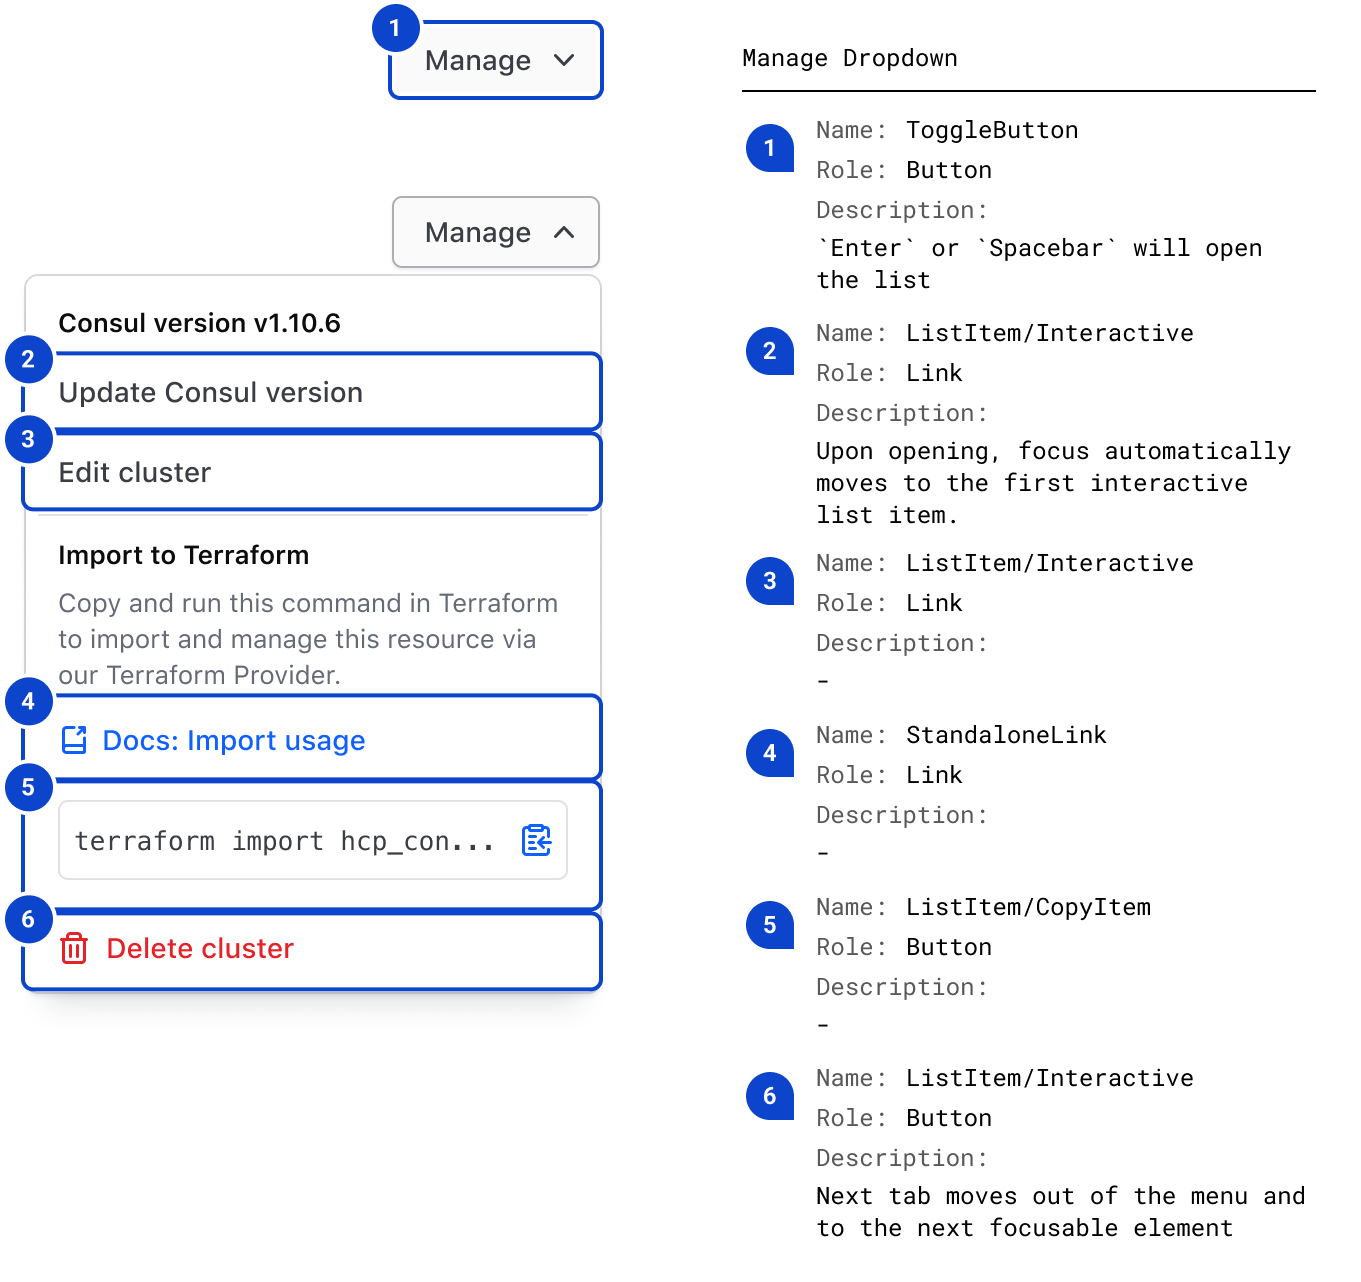 1
Manage
Manage
Consul version v1.10.6
2
Update Consul version
3
Edit cluster
Import to Terraform
Copy and run this command in Terraform
to import and manage this resource via
our Terraform Provider.
4
Docs: Import usage
5
terraform import hcp_con...
6
Delete cluster
Manage Dropdown
1
Name: ToggleButton
Role: Button
Description:
`Enter` or `Spacebar` will open
the list
2
Name: ListItem/Interactive
Role: Link
Description:
Upon opening, focus automatically
moves to the first interactive
list item.
3
Name: ListItem/Interactive
Role: Link
Description:
-
4
Name: StandaloneLink
Role: Link
Description:
-
5
Name: ListItem/CopyItem
Role: Button
Description:
-
6
Name: ListItem/Interactive
Role: Button
Description:
Next tab moves out of the menu and
to the next focusable element